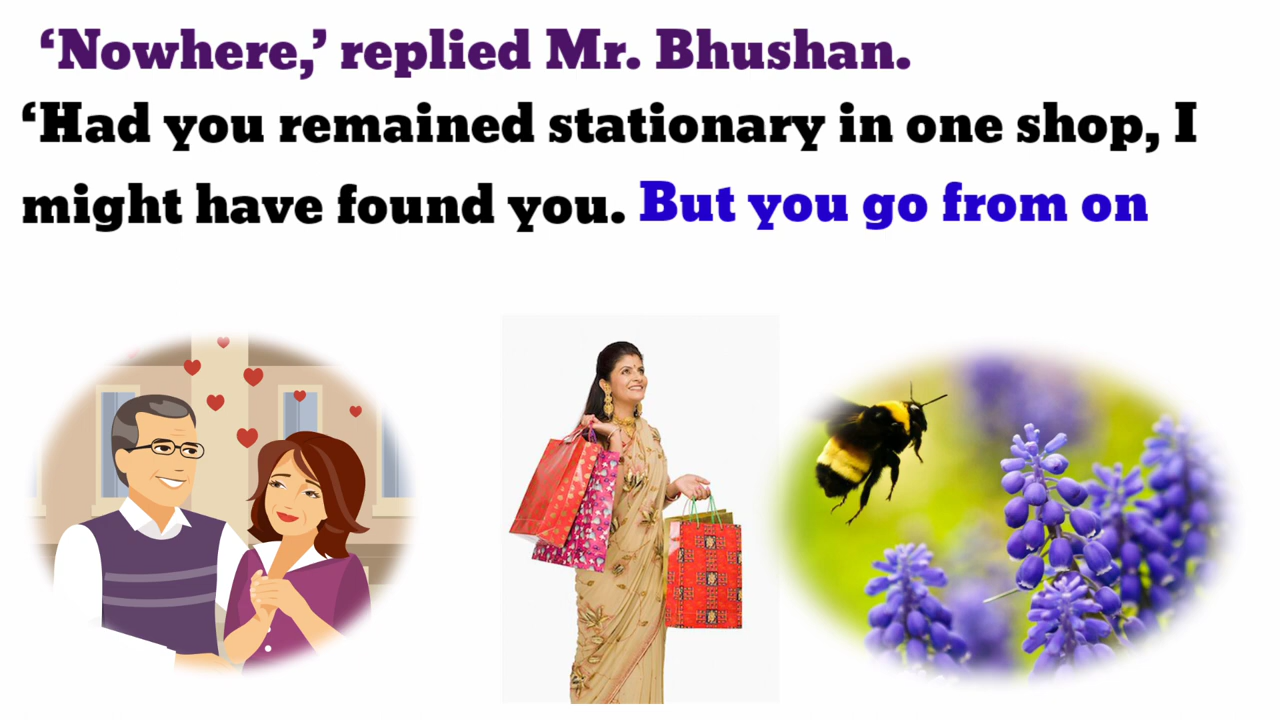 ‘Nowhere,’ replied Mr. Bhushan.
‘Had you remained stationary in one shop, I
might have found you. But you go from on